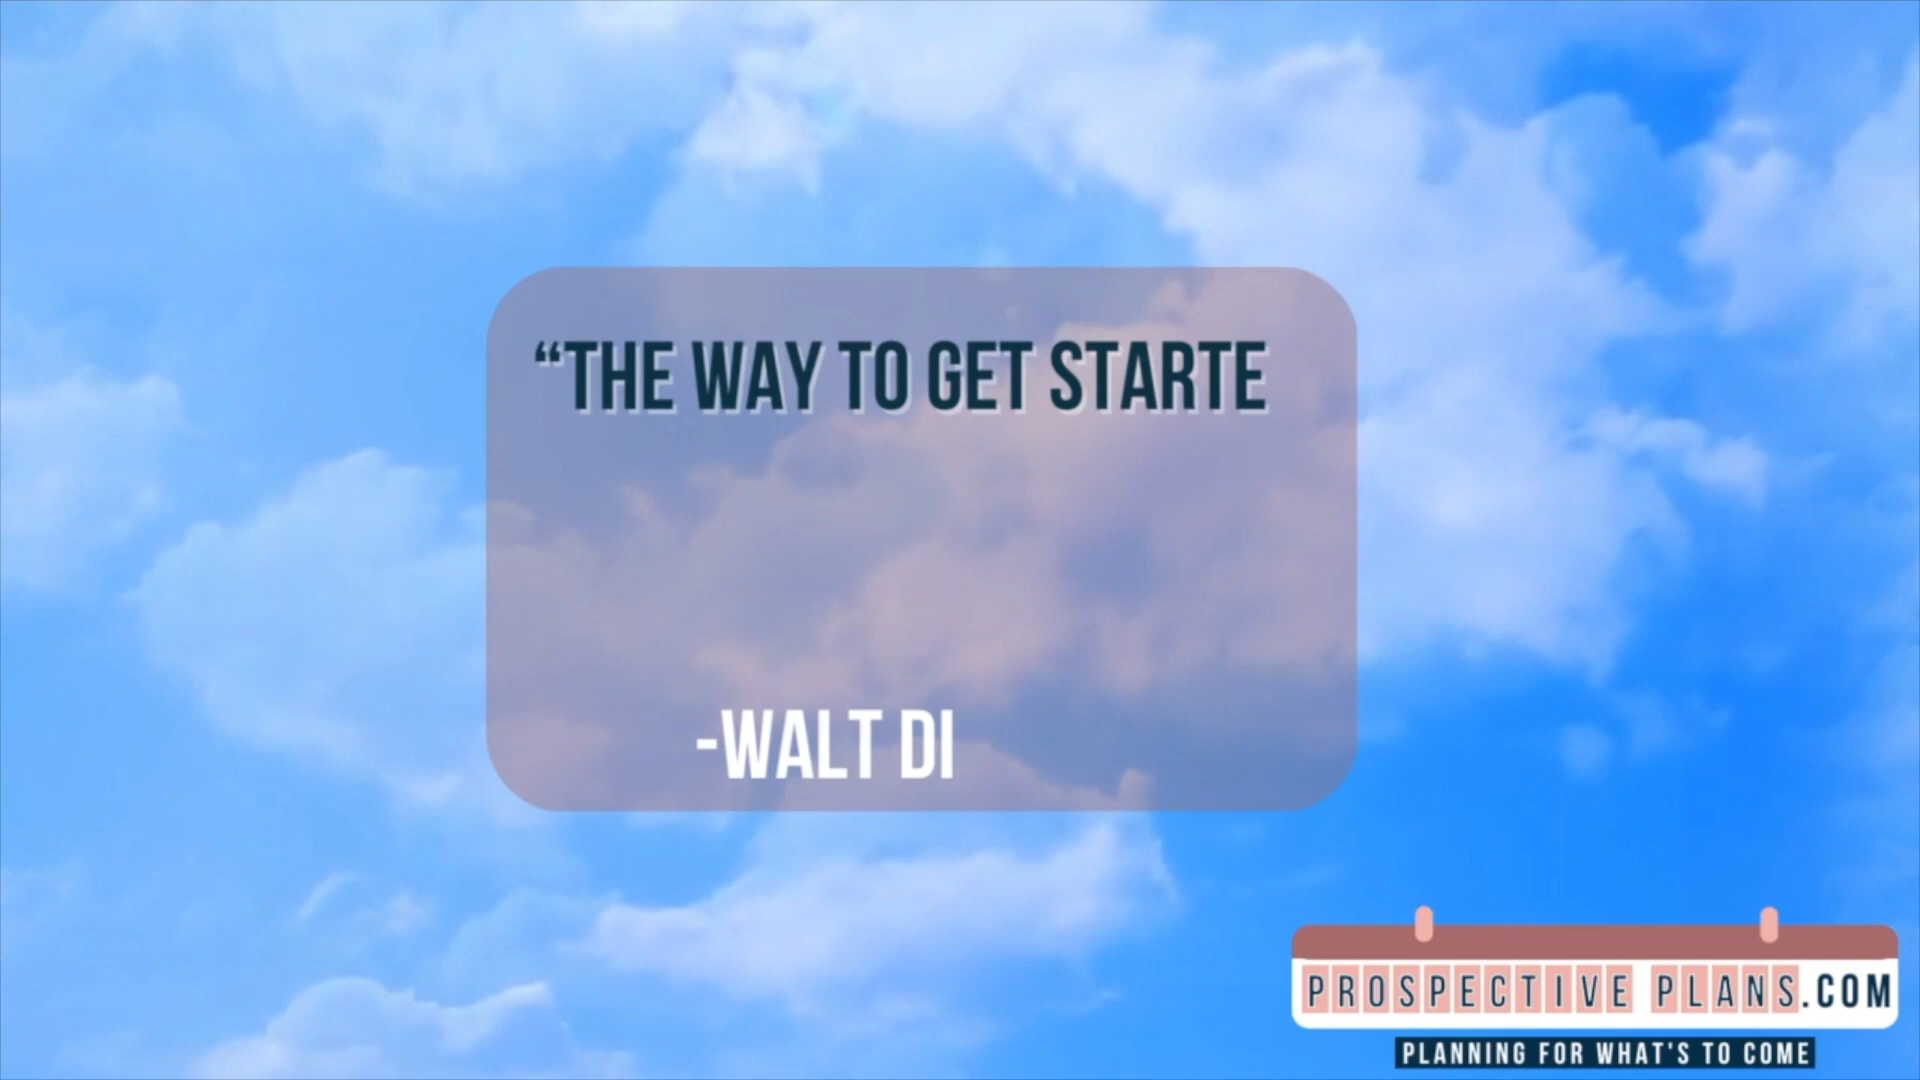 “THE WAY TO GET STARTE
-WALT DI
PROSPECTIVE PLANS.COM
PLANNING FOR WHAT'S TO COME